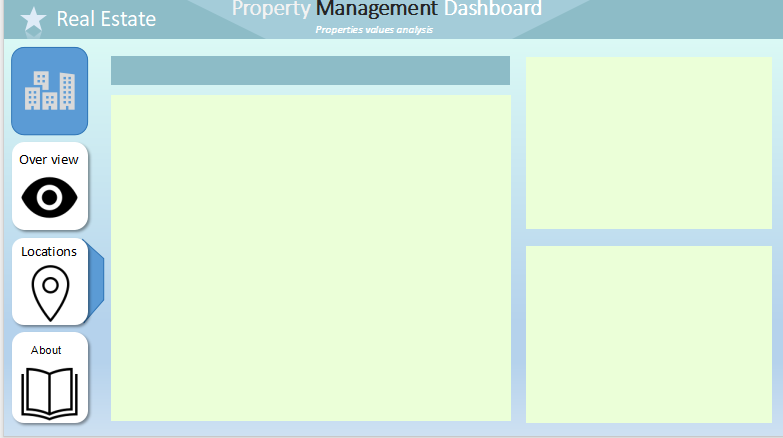 Property Management Dashboard
Real Estate
Properties values analysis
Over view
Locations
About